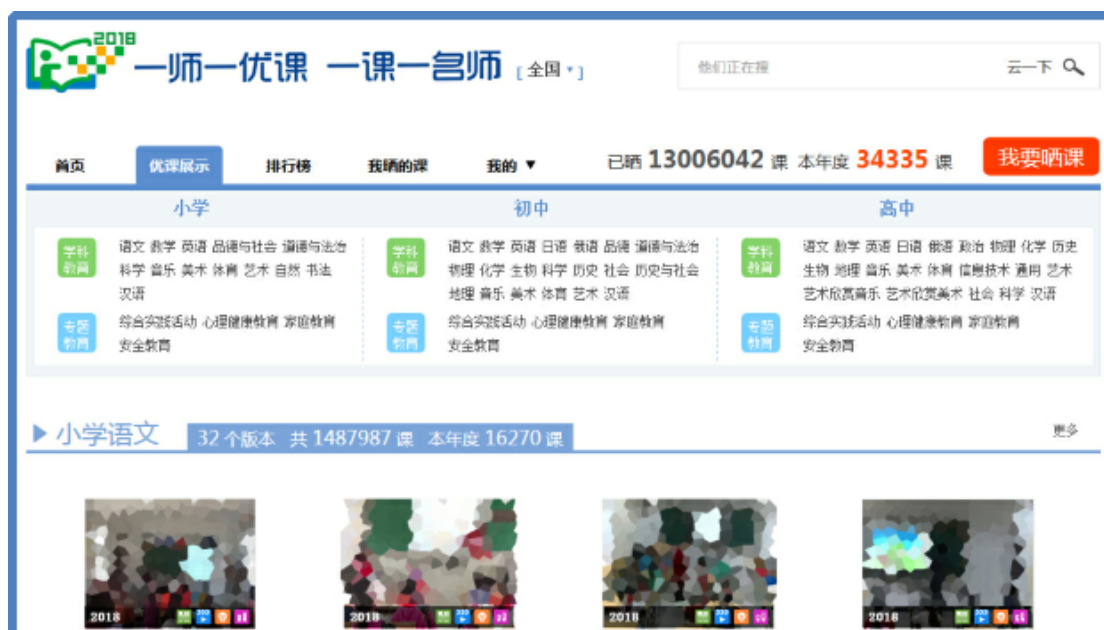 2018
一师一优课 一课一名师 [ 全国 ▾ ]
他们正在搜
云一下
首页 优课展示 排行榜 我晒的课 我的 ▼
已晒 13006042 课 本年度 34335 课
我要晒课
小学 初中 高中
学科教育
语文 数学 英语 品德与社会 道德与法治
科学 音乐 美术 体育 艺术 自然 书法
汉语
专题教育
综合实践活动 心理健康教育 家庭教育
安全教育
学科教育
语文 数学 英语 日语 俄语 品德 道德与法治
物理 化学 生物 科学 历史 社会 历史与社会
地理 音乐 美术 体育 艺术 汉语
专题教育
综合实践活动 心理健康教育 家庭教育
安全教育
学科教育
语文 数学 英语 日语 俄语 政治 物理 化学 历史
生物 地理 音乐 美术 体育 信息技术 通用 艺术
艺术欣赏音乐 艺术欣赏美术 社会 科学 汉语
专题教育
综合实践活动 心理健康教育 家庭教育
安全教育
小学语文 32 个版本 共 1487987 课 本年度 16270 课
更多
2018
2018
2018
2018